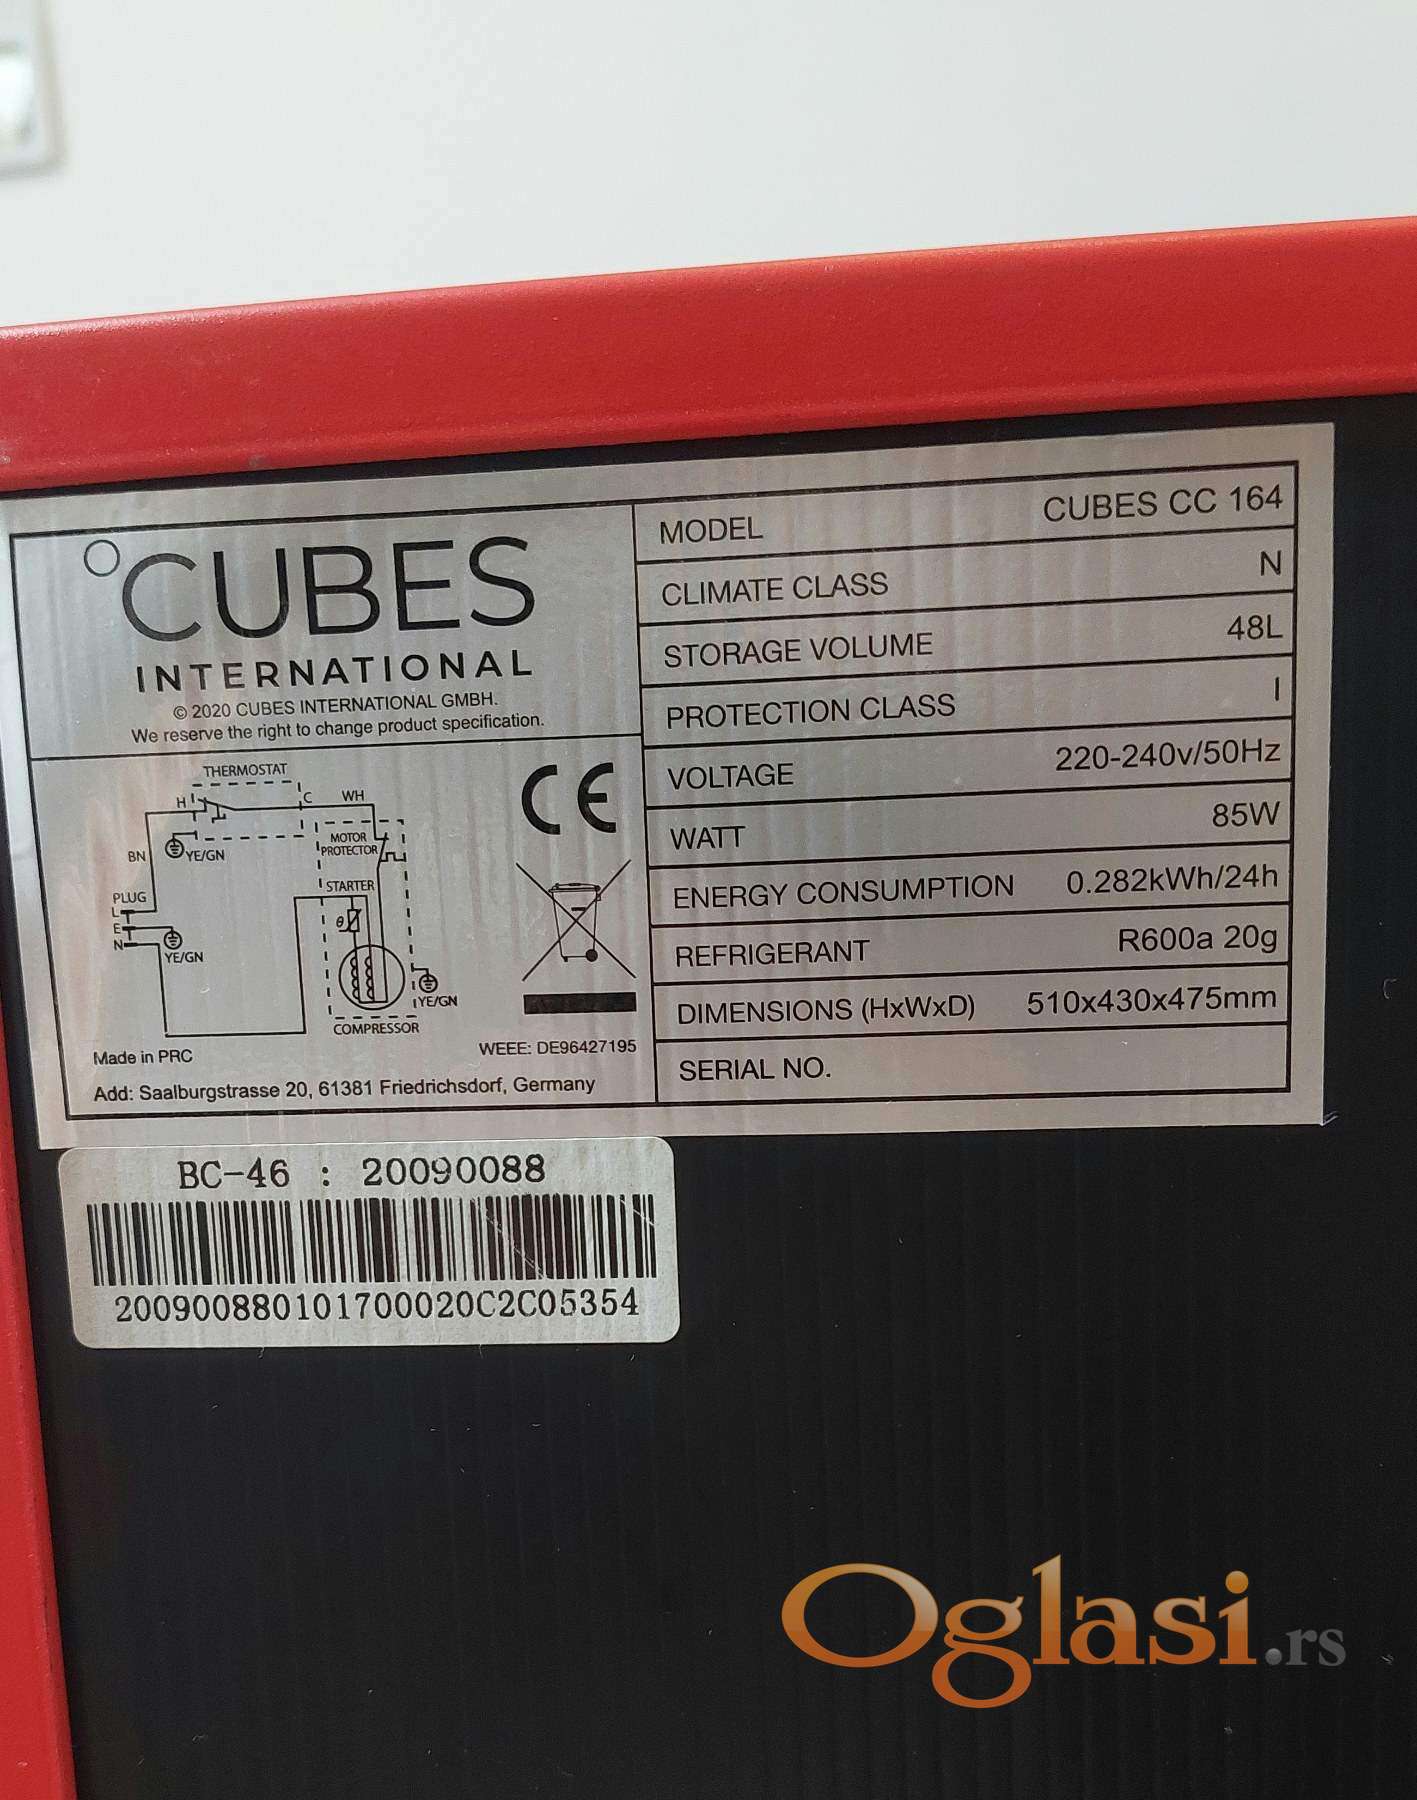 °CUBES
INTERNATIONAL
© 2020 CUBES INTERNATIONAL GMBH.
We reserve the right to change product specification.
THERMOSTAT
H
C
WH
BN
YE/GN
MOTOR
PROTECTOR
STARTER
PLUG
L
E
N
YE/GN
θ
YE/GN
COMPRESSOR
CE
Made in PRC
WEEE: DE96427195
Add: Saalburgstrasse 20, 61381 Friedrichsdorf, Germany
MODEL CUBES CC 164
CLIMATE CLASS N
STORAGE VOLUME 48L
PROTECTION CLASS I
VOLTAGE 220-240v/50Hz
WATT 85W
ENERGY CONSUMPTION 0.282kWh/24h
REFRIGERANT R600a 20g
DIMENSIONS (HxWxD) 510x430x475mm
SERIAL NO.
BC-46 : 20090088
200900880101700020C2C05354
Oglasi.rs